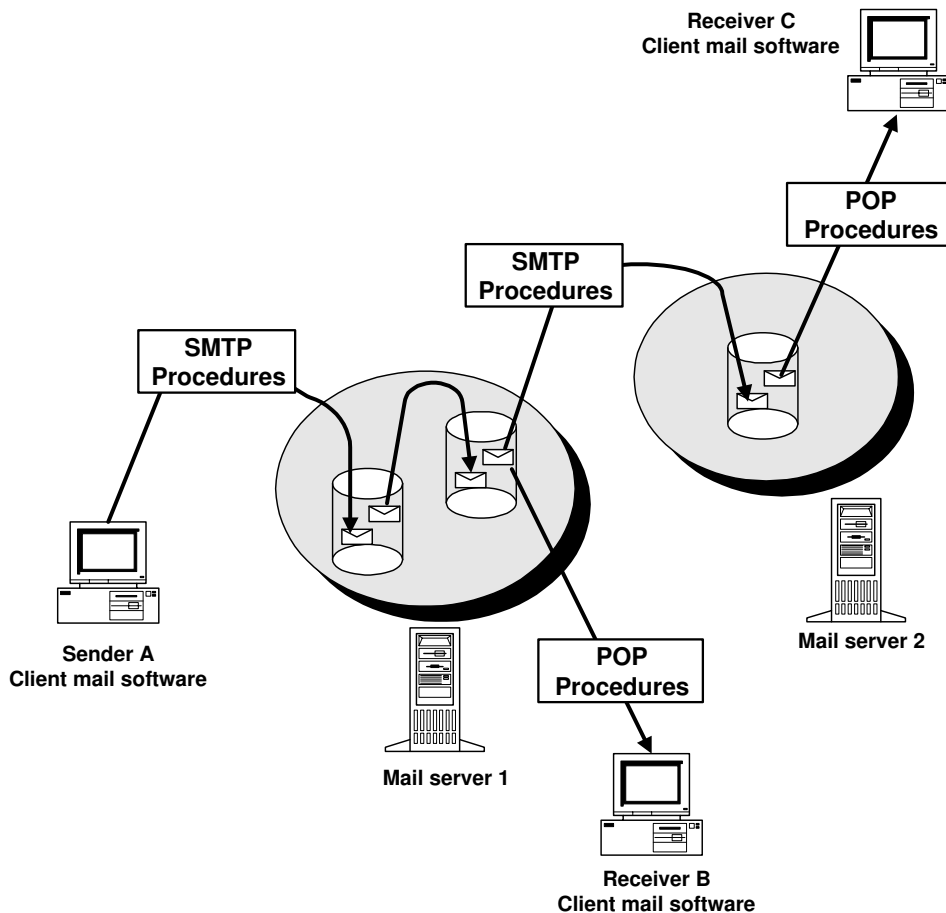 Receiver C
Client mail software
POP
Procedures
SMTP
Procedures
SMTP
Procedures
Sender A
Client mail software
Mail server 2
POP
Procedures
Mail server 1
Receiver B
Client mail software